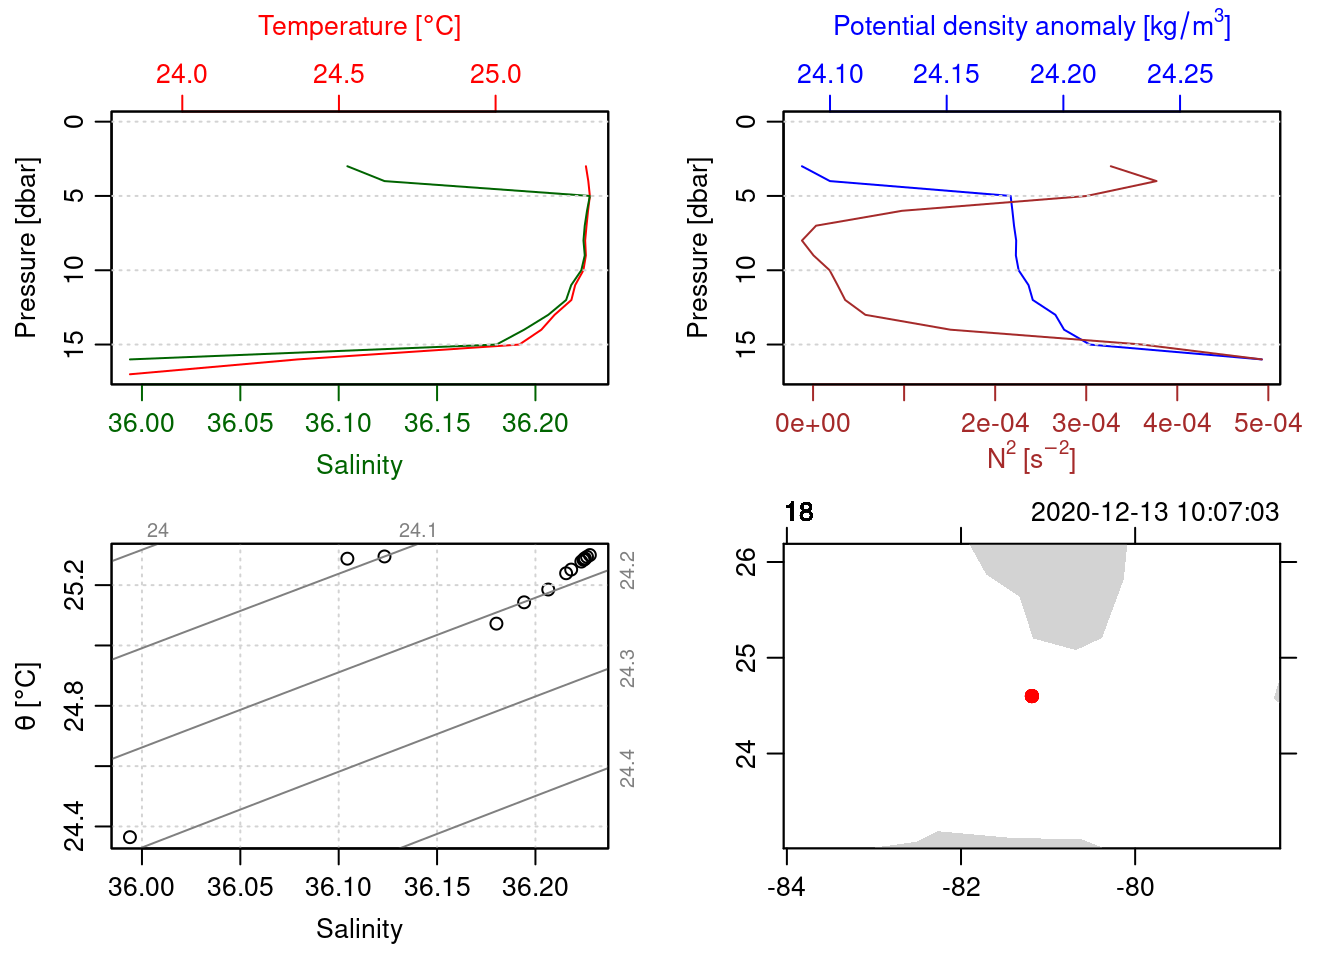 Temperature [°C]
24.0 24.5 25.0
0
5
10
15
Pressure [dbar]
36.00 36.05 36.10 36.15 36.20
Salinity
Potential density anomaly [kg/m³]
24.10 24.15 24.20 24.25
0
5
10
15
Pressure [dbar]
0e+00 2e-04 3e-04 4e-04 5e-04
N² [s⁻²]
24 24.1
24.2
24.3
24.4
25.2
24.8
24.4
θ [°C]
36.00 36.05 36.10 36.15 36.20
Salinity
18 2020-12-13 10:07:03
26
25
24
-84 -82 -80